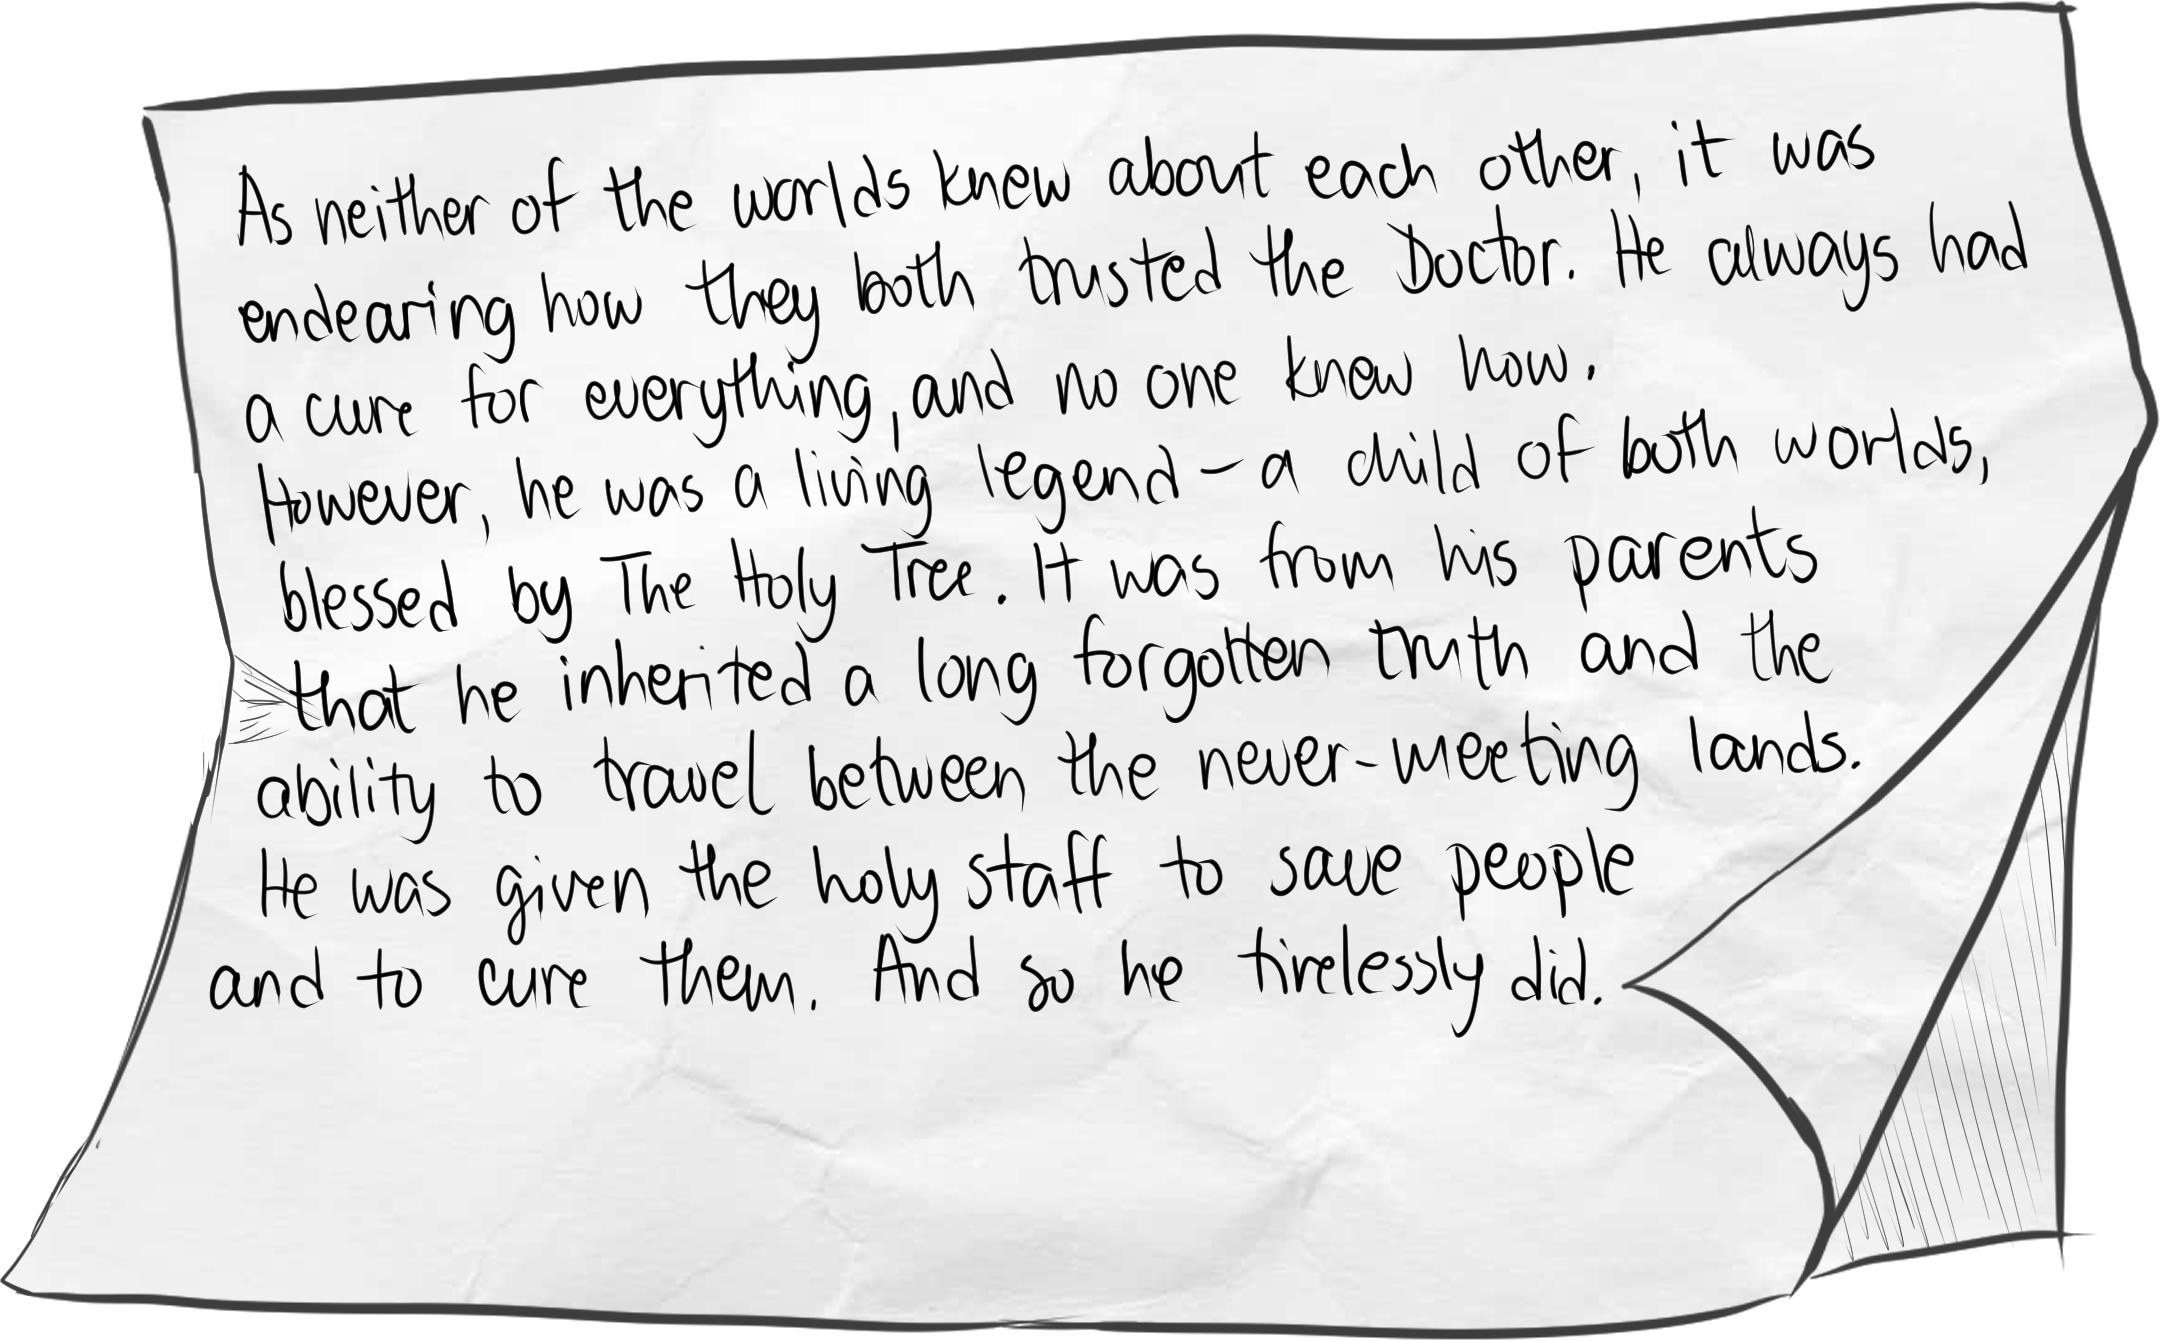 As neither of the worlds knew about each other, it was
endearing how they both trusted the Doctor. He always had
a cure for everything, and no one knew how.
However, he was a living legend - a child of both worlds,
blessed by The Holy Tree. It was from his parents
that he inherited a long forgotten truth and the
ability to travel between the never-meeting lands.
He was given the holy staff to save people
and to cure them. And so he tirelessly did.